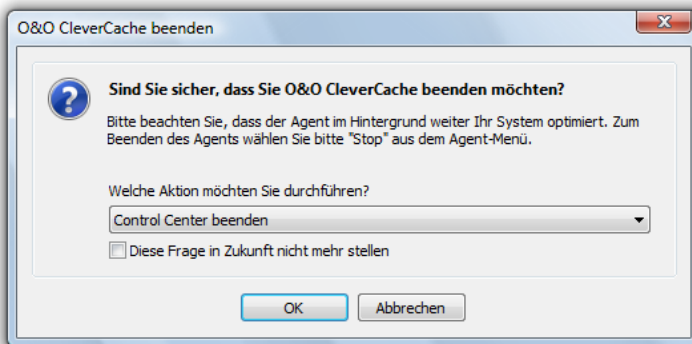 O&O CleverCache beenden
Sind Sie sicher, dass Sie O&O CleverCache beenden möchten?
Bitte beachten Sie, dass der Agent im Hintergrund weiter Ihr System optimiert. Zum
Beenden des Agents wählen Sie bitte "Stop" aus dem Agent-Menü.
Welche Aktion möchten Sie durchführen?
Control Center beenden
Diese Frage in Zukunft nicht mehr stellen
OK
Abbrechen